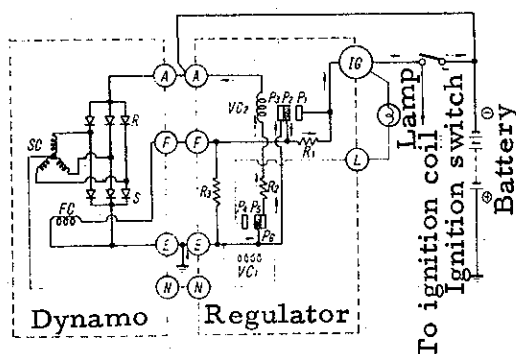 A A
IG
P3 P2 P1
VC2
R
SC
F F
R1
L
R3
R2
S
FC
P4 P5
P6
E E
VC1
N N
Dynamo
Regulator
Lamp
To ignition coil
Ignition switch
⊖
⊕
Battery